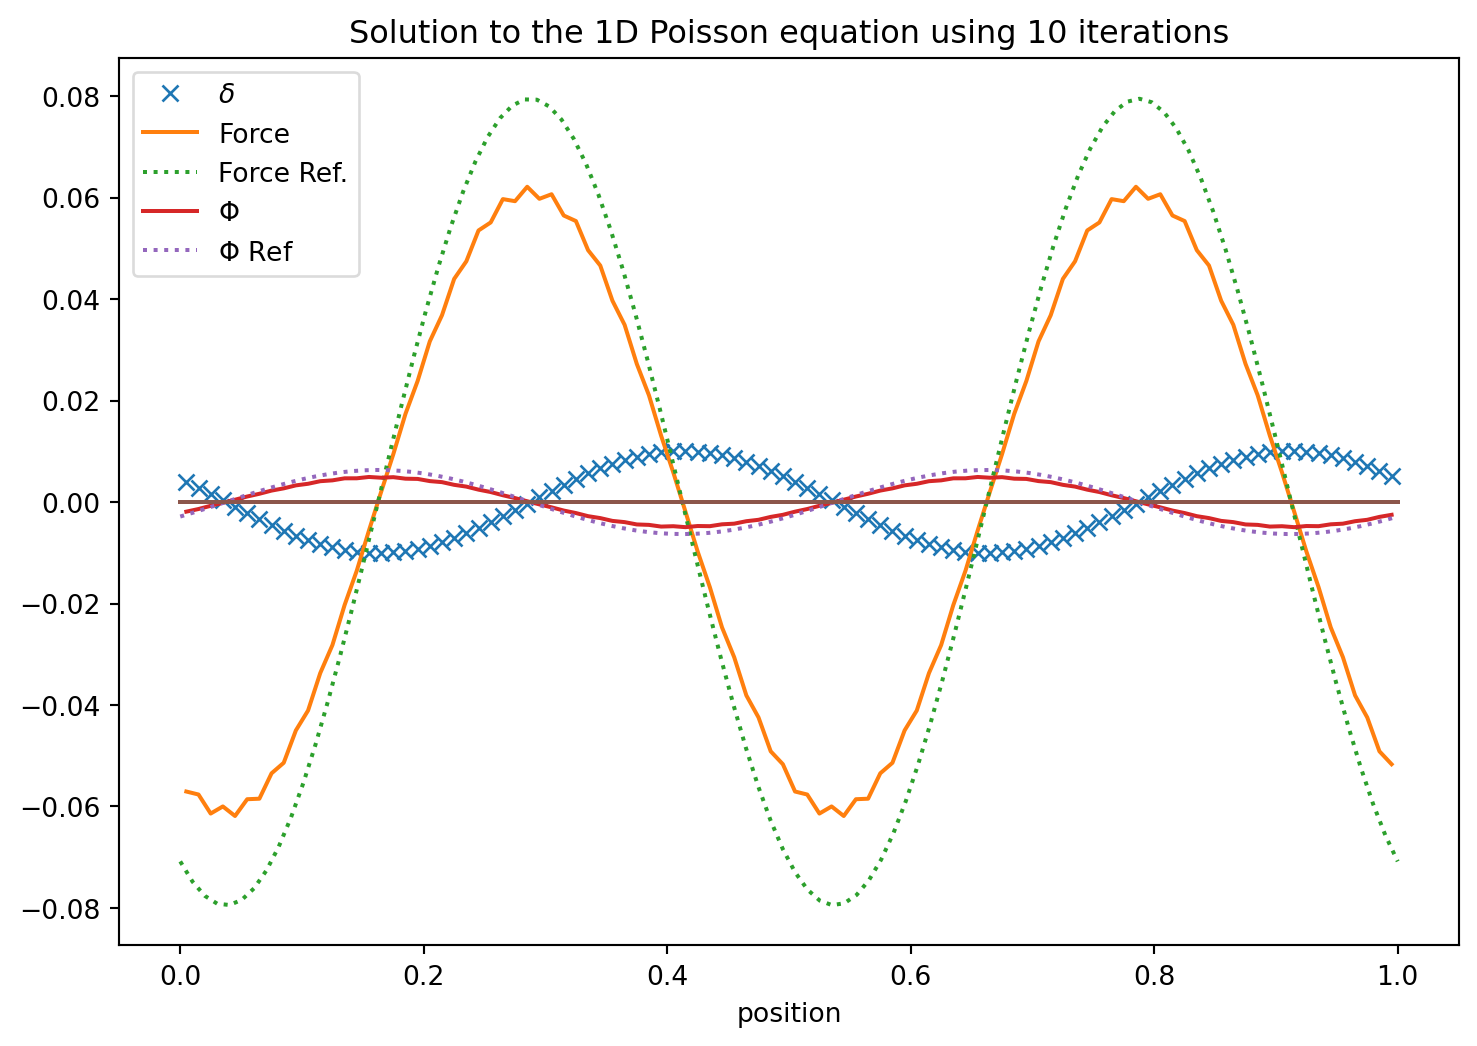 Solution to the 1D Poisson equation using 10 iterations
δ
Force
Force Ref.
Φ
Φ Ref
0.08
0.06
0.04
0.02
0.00
−0.02
−0.04
−0.06
−0.08
0.0 0.2 0.4 0.6 0.8 1.0
position